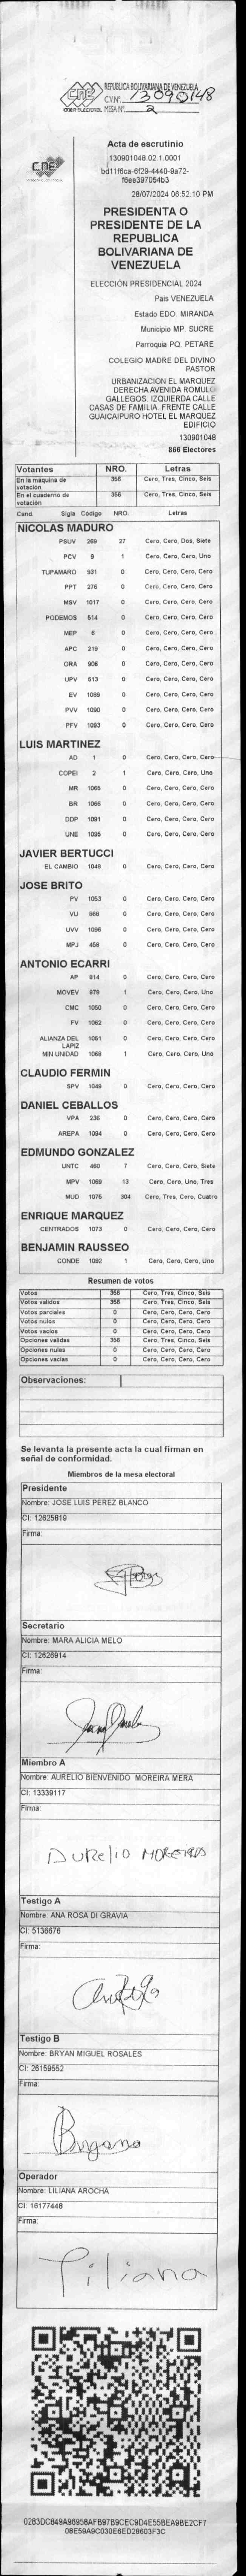 cne
REPUBLICA BOLIVARIANA DE VENEZUELA
C.V Nº. 130901048
MESA Nº 2
cne
Acta de escrutinio
130901048.02.1.0001
bd11f6ca-6f29-4440-9a72-
f6ee397054b3
28/07/2024 06:52:10 PM
PRESIDENTA O
PRESIDENTE DE LA
REPUBLICA
BOLIVARIANA DE
VENEZUELA
ELECCIÓN PRESIDENCIAL 2024
Pais VENEZUELA
Estado EDO. MIRANDA
Municipio MP. SUCRE
Parroquia PQ. PETARE
COLEGIO MADRE DEL DIVINO
PASTOR
URBANIZACION EL MARQUEZ
DERECHA AVENIDA ROMULO
GALLEGOS. IZQUIERDA CALLE
CASAS DE FAMILIA. FRENTE CALLE
GUAICAIPURO HOTEL EL MARQUEZ
EDIFICIO
130901048
866 Electores
Votantes NRO. Letras
En la máquina de votación 356 Cero, Tres, Cinco, Seis
En el cuaderno de votación 356 Cero, Tres, Cinco, Seis
Cand. Sigla Código NRO. Letras
NICOLAS MADURO
PSUV 269 27 Cero, Cero, Dos, Siete
PCV 9 1 Cero, Cero, Cero, Uno
TUPAMARO 931 0 Cero, Cero, Cero, Cero
PPT 276 0 Cero, Cero, Cero, Cero
MSV 1017 0 Cero, Cero, Cero, Cero
PODEMOS 514 0 Cero, Cero, Cero, Cero
MEP 6 0 Cero, Cero, Cero, Cero
APC 219 0 Cero, Cero, Cero, Cero
ORA 906 0 Cero, Cero, Cero, Cero
UPV 513 0 Cero, Cero, Cero, Cero
EV 1089 0 Cero, Cero, Cero, Cero
PVV 1090 0 Cero, Cero, Cero, Cero
PFV 1093 0 Cero, Cero, Cero, Cero
LUIS MARTINEZ
AD 1 0 Cero, Cero, Cero, Cero
COPEI 2 1 Cero, Cero, Cero, Uno
MR 1065 0 Cero, Cero, Cero, Cero
BR 1066 0 Cero, Cero, Cero, Cero
DDP 1091 0 Cero, Cero, Cero, Cero
UNE 1095 0 Cero, Cero, Cero, Cero
JAVIER BERTUCCI
EL CAMBIO 1048 0 Cero, Cero, Cero, Cero
JOSE BRITO
PV 1053 0 Cero, Cero, Cero, Cero
VU 969 0 Cero, Cero, Cero, Cero
UVV 1096 0 Cero, Cero, Cero, Cero
MPJ 458 0 Cero, Cero, Cero, Cero
ANTONIO ECARRI
AP 814 0 Cero, Cero, Cero, Cero
MOVEV 879 1 Cero, Cero, Cero, Uno
CMC 1050 0 Cero, Cero, Cero, Cero
FV 1062 0 Cero, Cero, Cero, Cero
ALIANZA DEL LAPIZ 1051 0 Cero, Cero, Cero, Cero
MIN UNIDAD 1068 1 Cero, Cero, Cero, Uno
CLAUDIO FERMIN
SPV 1049 0 Cero, Cero, Cero, Cero
DANIEL CEBALLOS
VPA 236 0 Cero, Cero, Cero, Cero
AREPA 1094 0 Cero, Cero, Cero, Cero
EDMUNDO GONZALEZ
UNTC 460 7 Cero, Cero, Cero, Siete
MPV 1069 13 Cero, Cero, Uno, Tres
MUD 1075 304 Cero, Tres, Cero, Cuatro
ENRIQUE MARQUEZ
CENTRADOS 1073 0 Cero, Cero, Cero, Cero
BENJAMIN RAUSSEO
CONDE 1092 1 Cero, Cero, Cero, Uno
Resumen de votos
Votos 356 Cero, Tres, Cinco, Seis
Votos validos 356 Cero, Tres, Cinco, Seis
Votos parciales 0 Cero, Cero, Cero, Cero
Votos nulos 0 Cero, Cero, Cero, Cero
Votos vacios 0 Cero, Cero, Cero, Cero
Opciones validas 356 Cero, Tres, Cinco, Seis
Opciones nulas 0 Cero, Cero, Cero, Cero
Opciones vacias 0 Cero, Cero, Cero, Cero
Observaciones:
Se levanta la presente acta la cual firman en
señal de conformidad.
Miembros de la mesa electoral
Presidente
Nombre: JOSE LUIS PEREZ BLANCO
CI: 12625819
Firma:
Secretario
Nombre: MARA ALICIA MELO
CI: 12626914
Firma:
Miembro A
Nombre: AURELIO BIENVENIDO MOREIRA MERA
CI: 13339117
Firma:
AURelio MOREIRA
Testigo A
Nombre: ANA ROSA DI GRAVIA
CI: 5136676
Firma:
Testigo B
Nombre: BRYAN MIGUEL ROSALES
CI: 26159552
Firma:
Operador
Nombre: LILIANA AROCHA
CI: 16177448
Firma:
Liliana
0283DC849A96958AFB97B9CEC9D4E55BEA9BE2CF7
08E59A9C030E6ED28603F3C